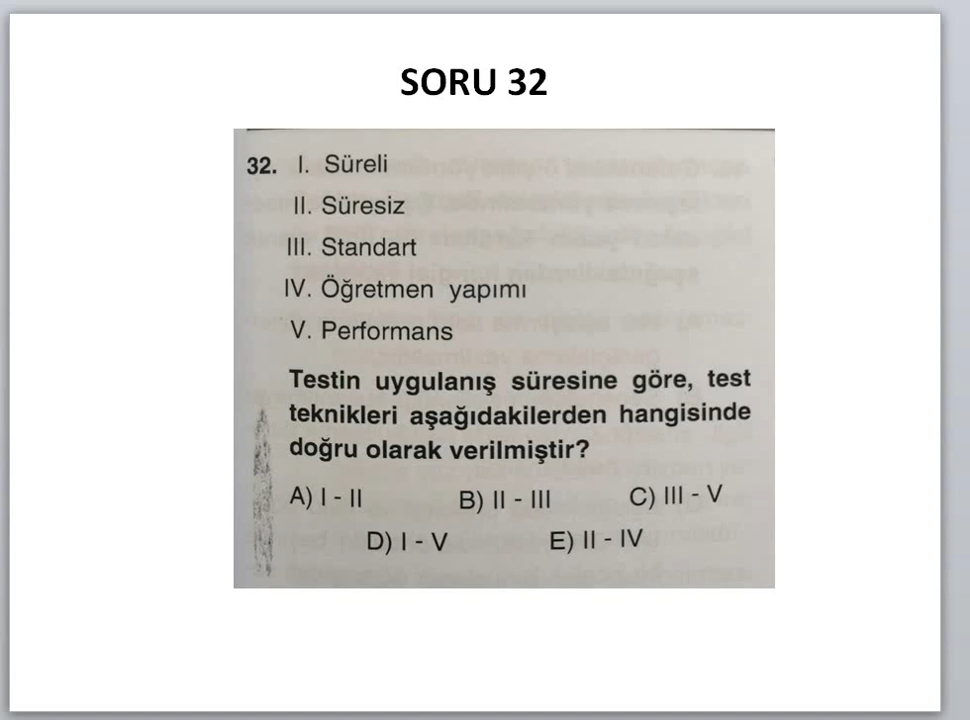 SORU 32
32. I. Süreli
II. Süresiz
III. Standart
IV. Öğretmen yapımı
V. Performans
Testin uygulanış süresine göre, test
teknikleri aşağıdakilerden hangisinde
doğru olarak verilmiştir?
A) I - II B) II - III C) III - V
D) I - V E) II - IV